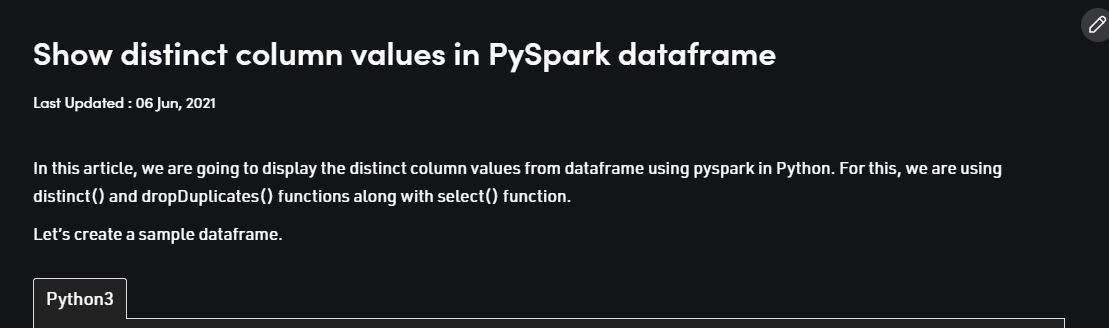 Show distinct column values in PySpark dataframe
Last Updated : 06 Jun, 2021
In this article, we are going to display the distinct column values from dataframe using pyspark in Python. For this, we are using
distinct() and dropDuplicates() functions along with select() function.
Let’s create a sample dataframe.
Python3